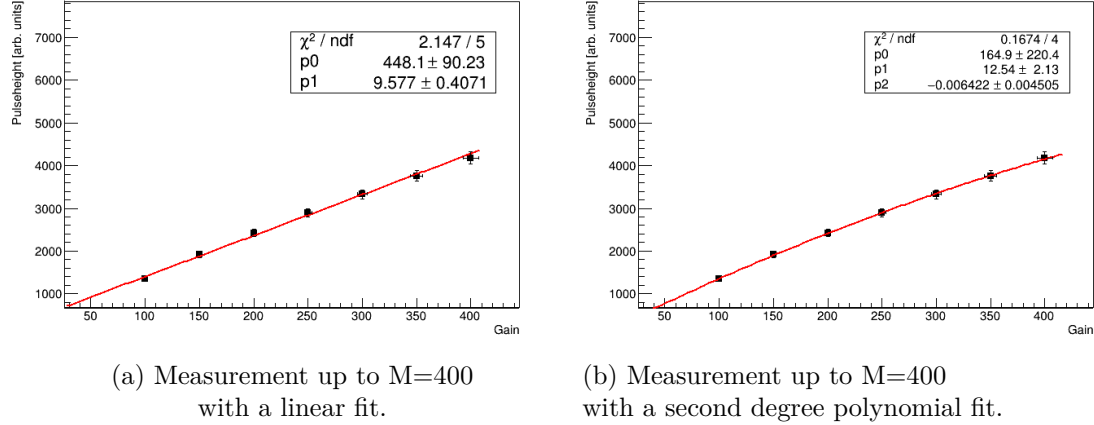 Pulseheight [arb. units]
7000
6000
5000
4000
3000
2000
1000
χ² / ndf 2.147 / 5
p0 448.1 ± 90.23
p1 9.577 ± 0.4071
50 100 150 200 250 300 350 400
Gain
(a) Measurement up to M=400
with a linear fit.
Pulseheight [arb. units]
7000
6000
5000
4000
3000
2000
1000
χ² / ndf 0.1674 / 4
p0 164.9 ± 220.4
p1 12.54 ± 2.13
p2 −0.006422 ± 0.004505
50 100 150 200 250 300 350 400
Gain
(b) Measurement up to M=400
with a second degree polynomial fit.